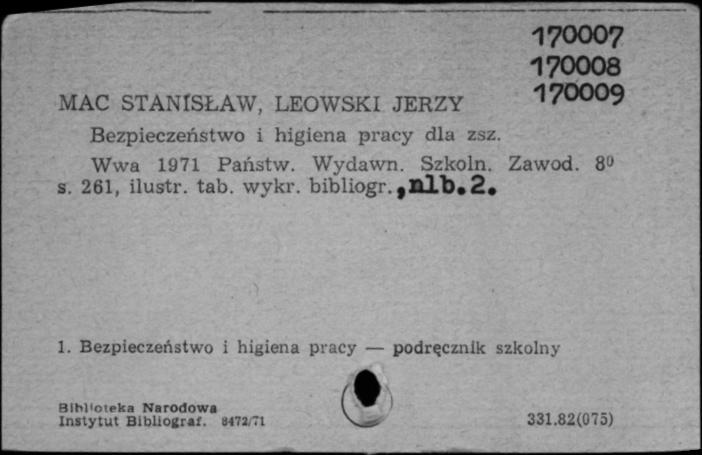 170007
170008
170009
MAC STANISŁAW, LEOWSKI JERZY
Bezpieczeństwo i higiena pracy dla zsz.
Wwa 1971 Państw. Wydawn. Szkoln. Zawod. 8⁰
s. 261, ilustr. tab. wykr. bibliogr.,nlb.2.
1. Bezpieczeństwo i higiena pracy — podręcznik szkolny
Biblioteka Narodowa
Instytut Bibliograf. 8472/71
331.82(075)